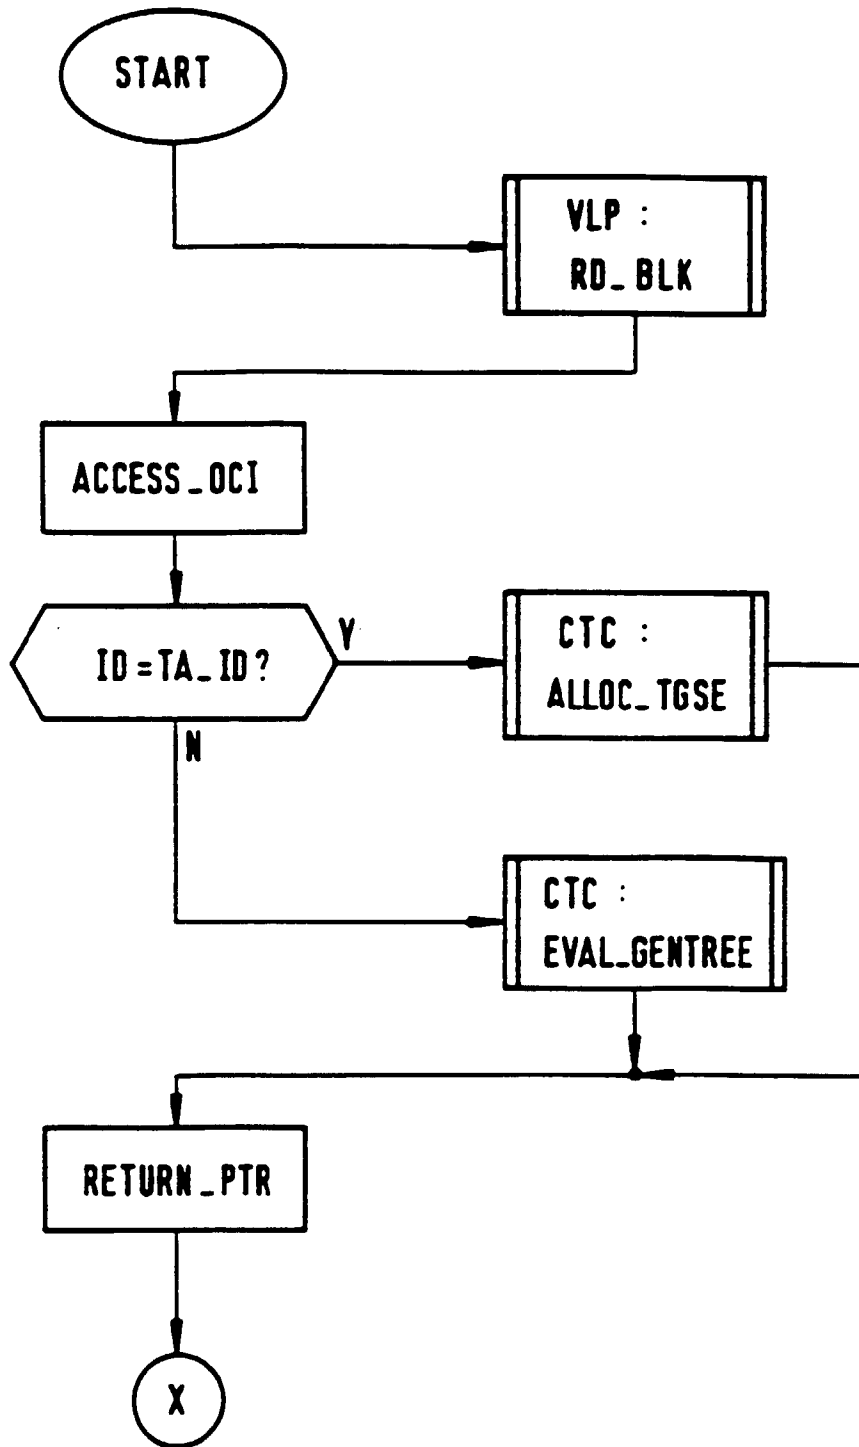 START
VLP :
RD_BLK
ACCESS_OCI
ID=TA_ID?
Y
CTC :
ALLOC_TGSE
N
CTC :
EVAL_GENTREE
RETURN_PTR
X